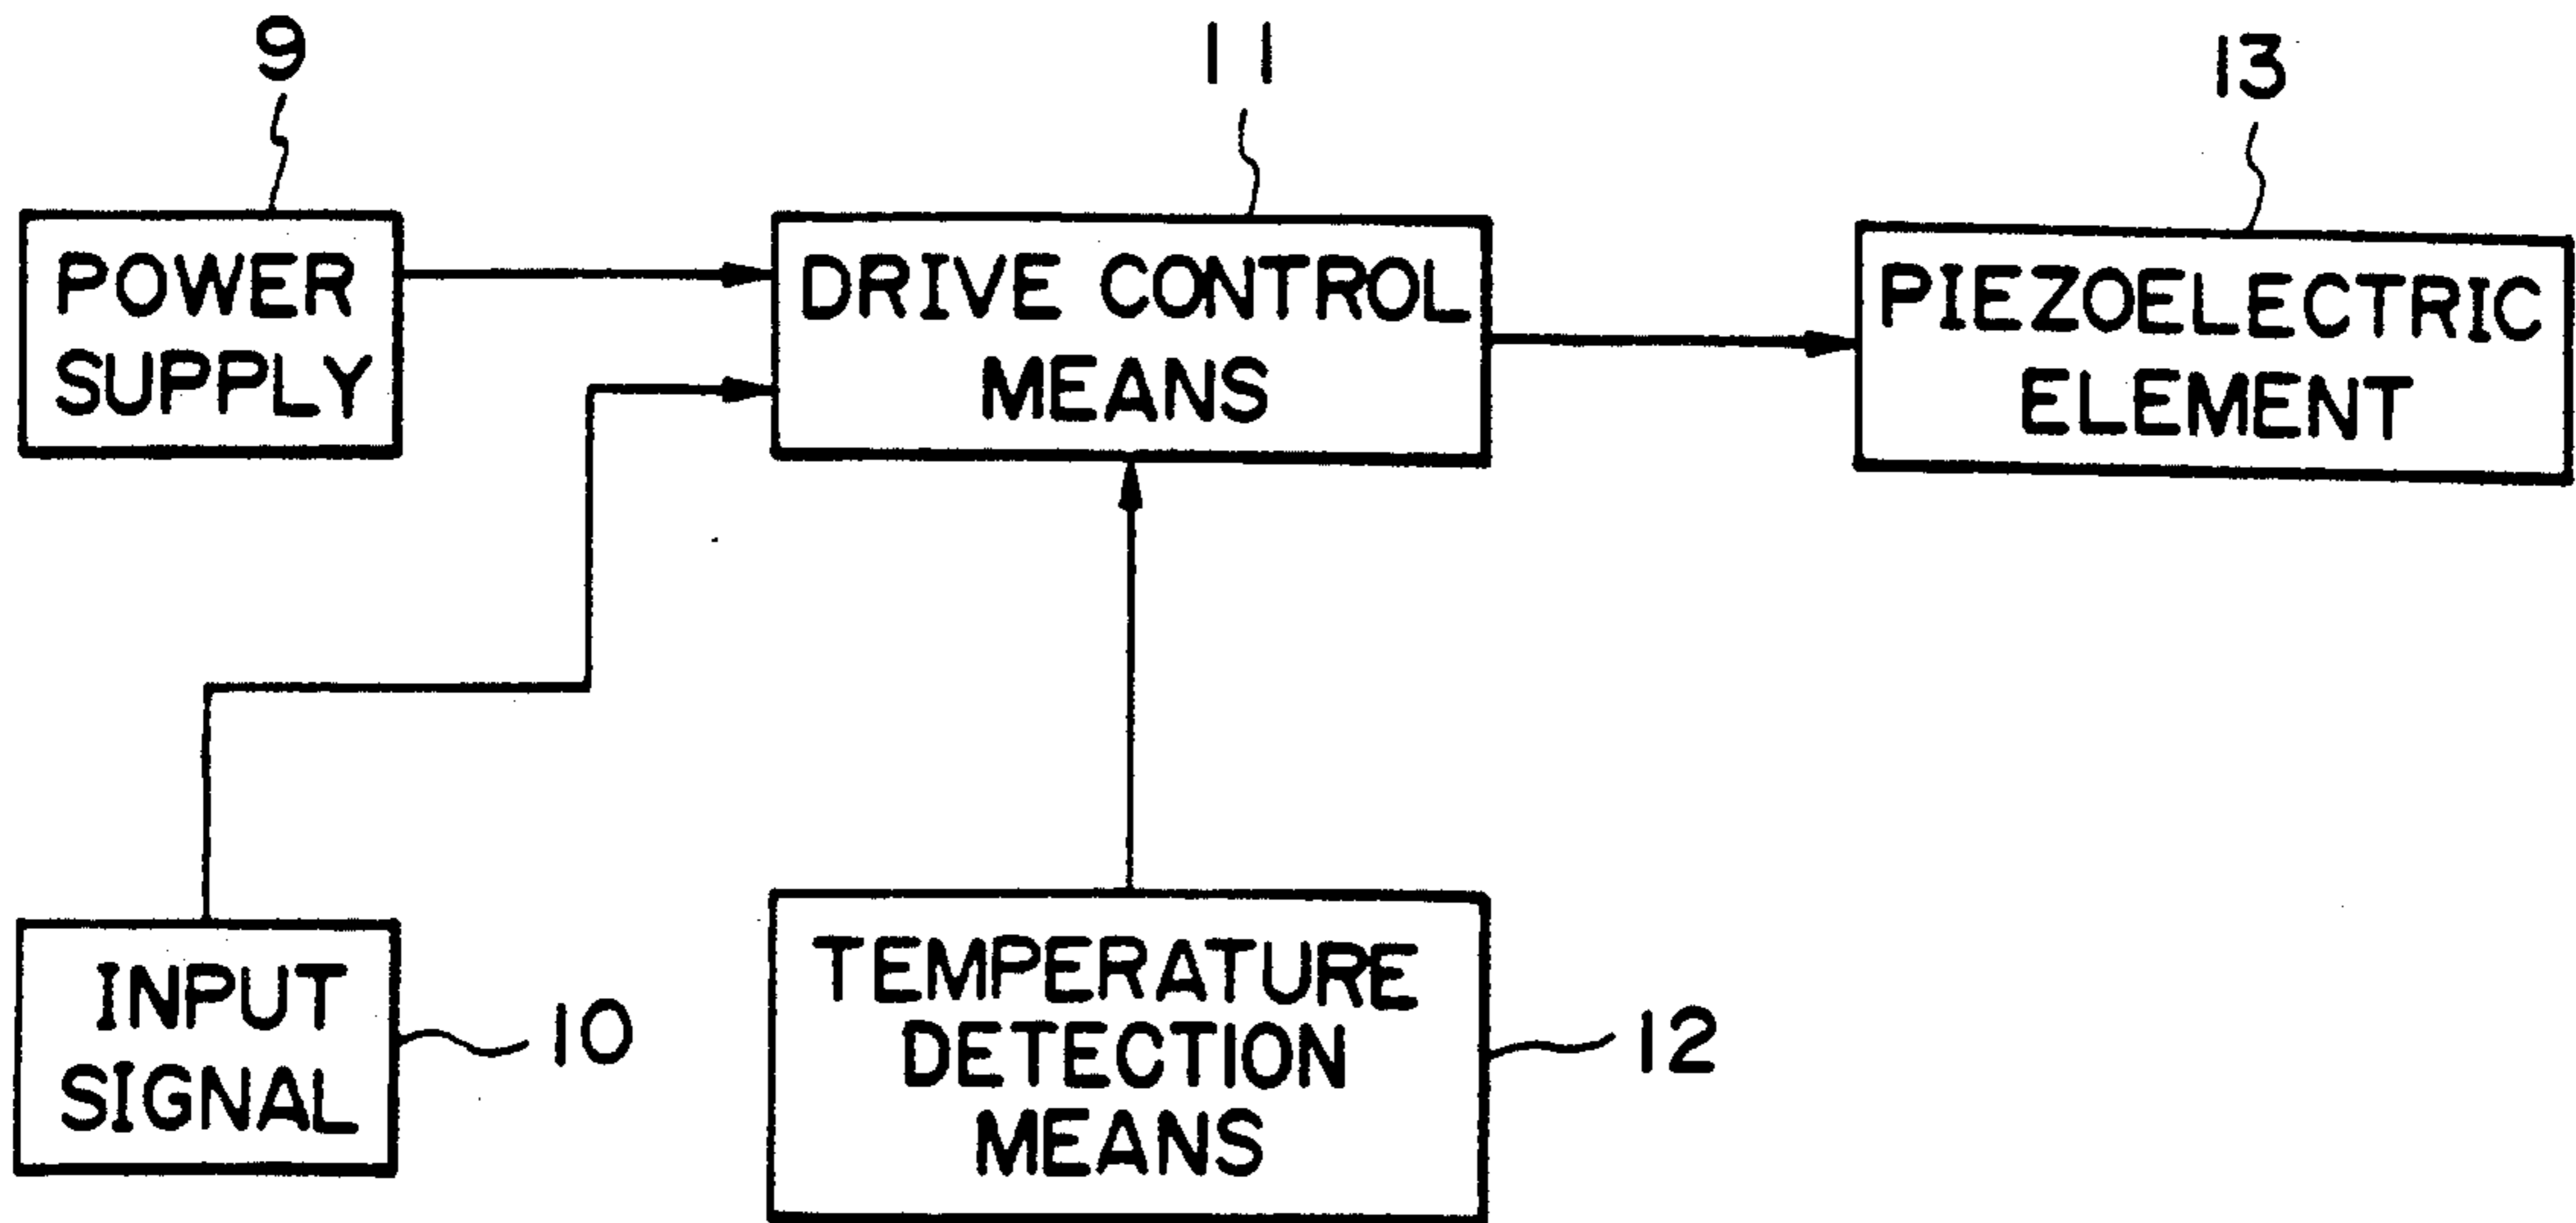 9
11
13
POWER
SUPPLY
DRIVE CONTROL
MEANS
PIEZOELECTRIC
ELEMENT
INPUT
SIGNAL
10
TEMPERATURE
DETECTION
MEANS
12